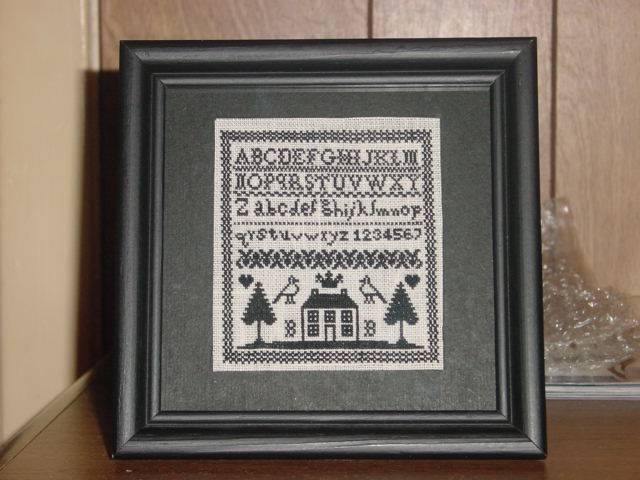 ABCDEFGHIJKLM
NOPQRSTUVWXY
Z abcdefghijklmnop
qrstuvwxyz 1234567
B B